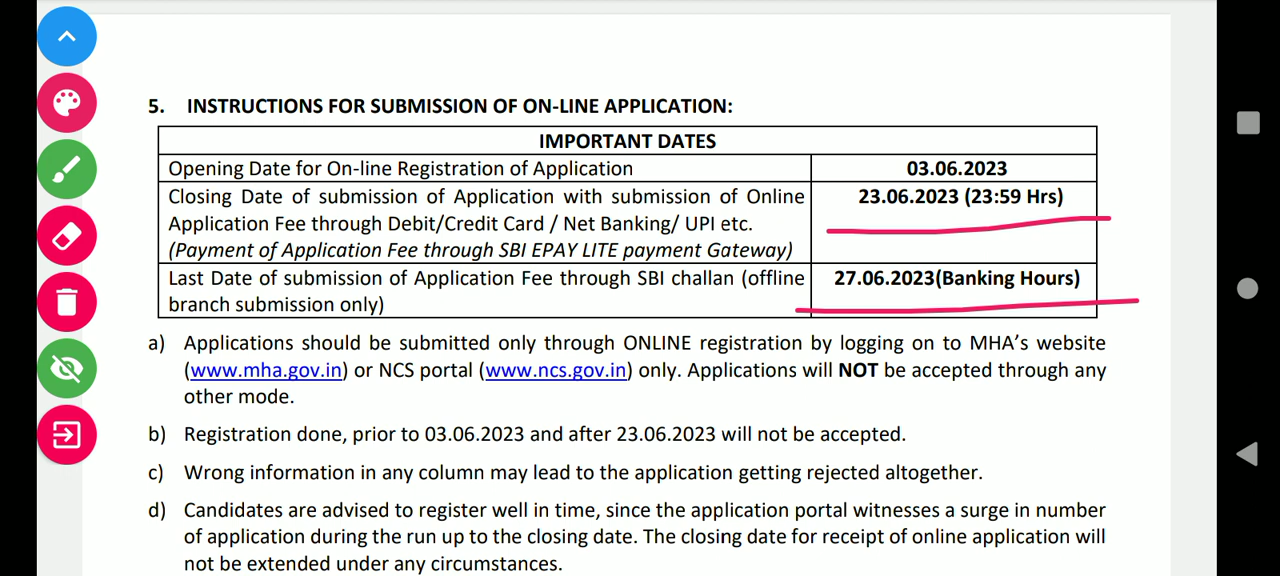 5. INSTRUCTIONS FOR SUBMISSION OF ON-LINE APPLICATION:
IMPORTANT DATES
Opening Date for On-line Registration of Application 03.06.2023
Closing Date of submission of Application with submission of Online 23.06.2023 (23:59 Hrs)
Application Fee through Debit/Credit Card / Net Banking/ UPI etc.
(Payment of Application Fee through SBI EPAY LITE payment Gateway)
Last Date of submission of Application Fee through SBI challan (offline 27.06.2023(Banking Hours)
branch submission only)
a) Applications should be submitted only through ONLINE registration by logging on to MHA's website
(www.mha.gov.in) or NCS portal (www.ncs.gov.in) only. Applications will NOT be accepted through any
other mode.
b) Registration done, prior to 03.06.2023 and after 23.06.2023 will not be accepted.
c) Wrong information in any column may lead to the application getting rejected altogether.
d) Candidates are advised to register well in time, since the application portal witnesses a surge in number
of application during the run up to the closing date. The closing date for receipt of online application will
not be extended under any circumstances.